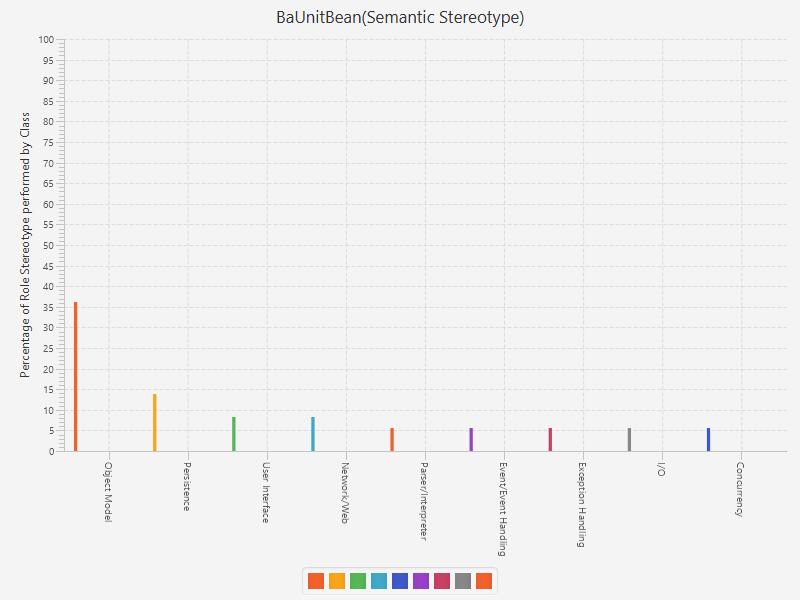 BaUnitBean(Semantic Stereotype)
Percentage of Role Stereotype performed by Class
100
95
90
85
80
75
70
65
60
55
50
45
40
35
30
25
20
15
10
5
0
Object Model
Persistence
User Interface
Network/Web
Parser/Interpreter
Event/Event Handling
Exception Handling
I/O
Concurrency